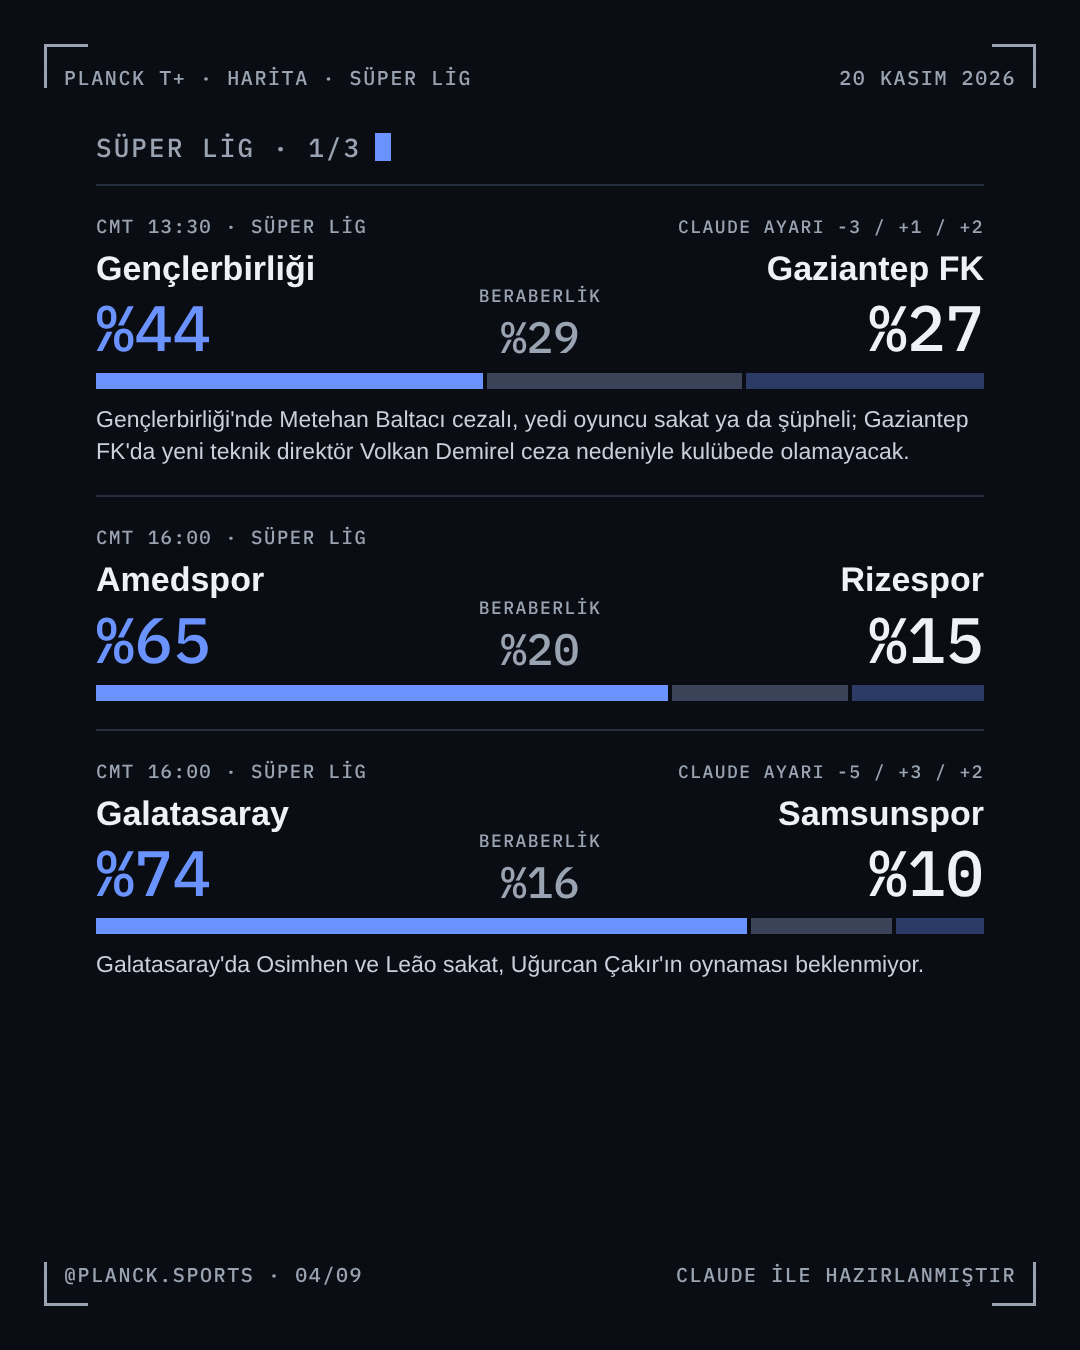 PLANCK T+ · HARİTA · SÜPER LİG
20 KASIM 2026
SÜPER LİG · 1/3
CMT 13:30 · SÜPER LİG
CLAUDE AYARI -3 / +1 / +2
Gençlerbirliği
Gaziantep FK
BERABERLİK
%44
%29
%27
Gençlerbirliği'nde Metehan Baltacı cezalı, yedi oyuncu sakat ya da şüpheli; Gaziantep
FK'da yeni teknik direktör Volkan Demirel ceza nedeniyle kulübede olamayacak.
CMT 16:00 · SÜPER LİG
Amedspor
Rizespor
BERABERLİK
%65
%20
%15
CMT 16:00 · SÜPER LİG
CLAUDE AYARI -5 / +3 / +2
Galatasaray
Samsunspor
BERABERLİK
%74
%16
%10
Galatasaray'da Osimhen ve Leão sakat, Uğurcan Çakır'ın oynaması beklenmiyor.
@PLANCK.SPORTS · 04/09
CLAUDE İLE HAZIRLANMIŞTIR